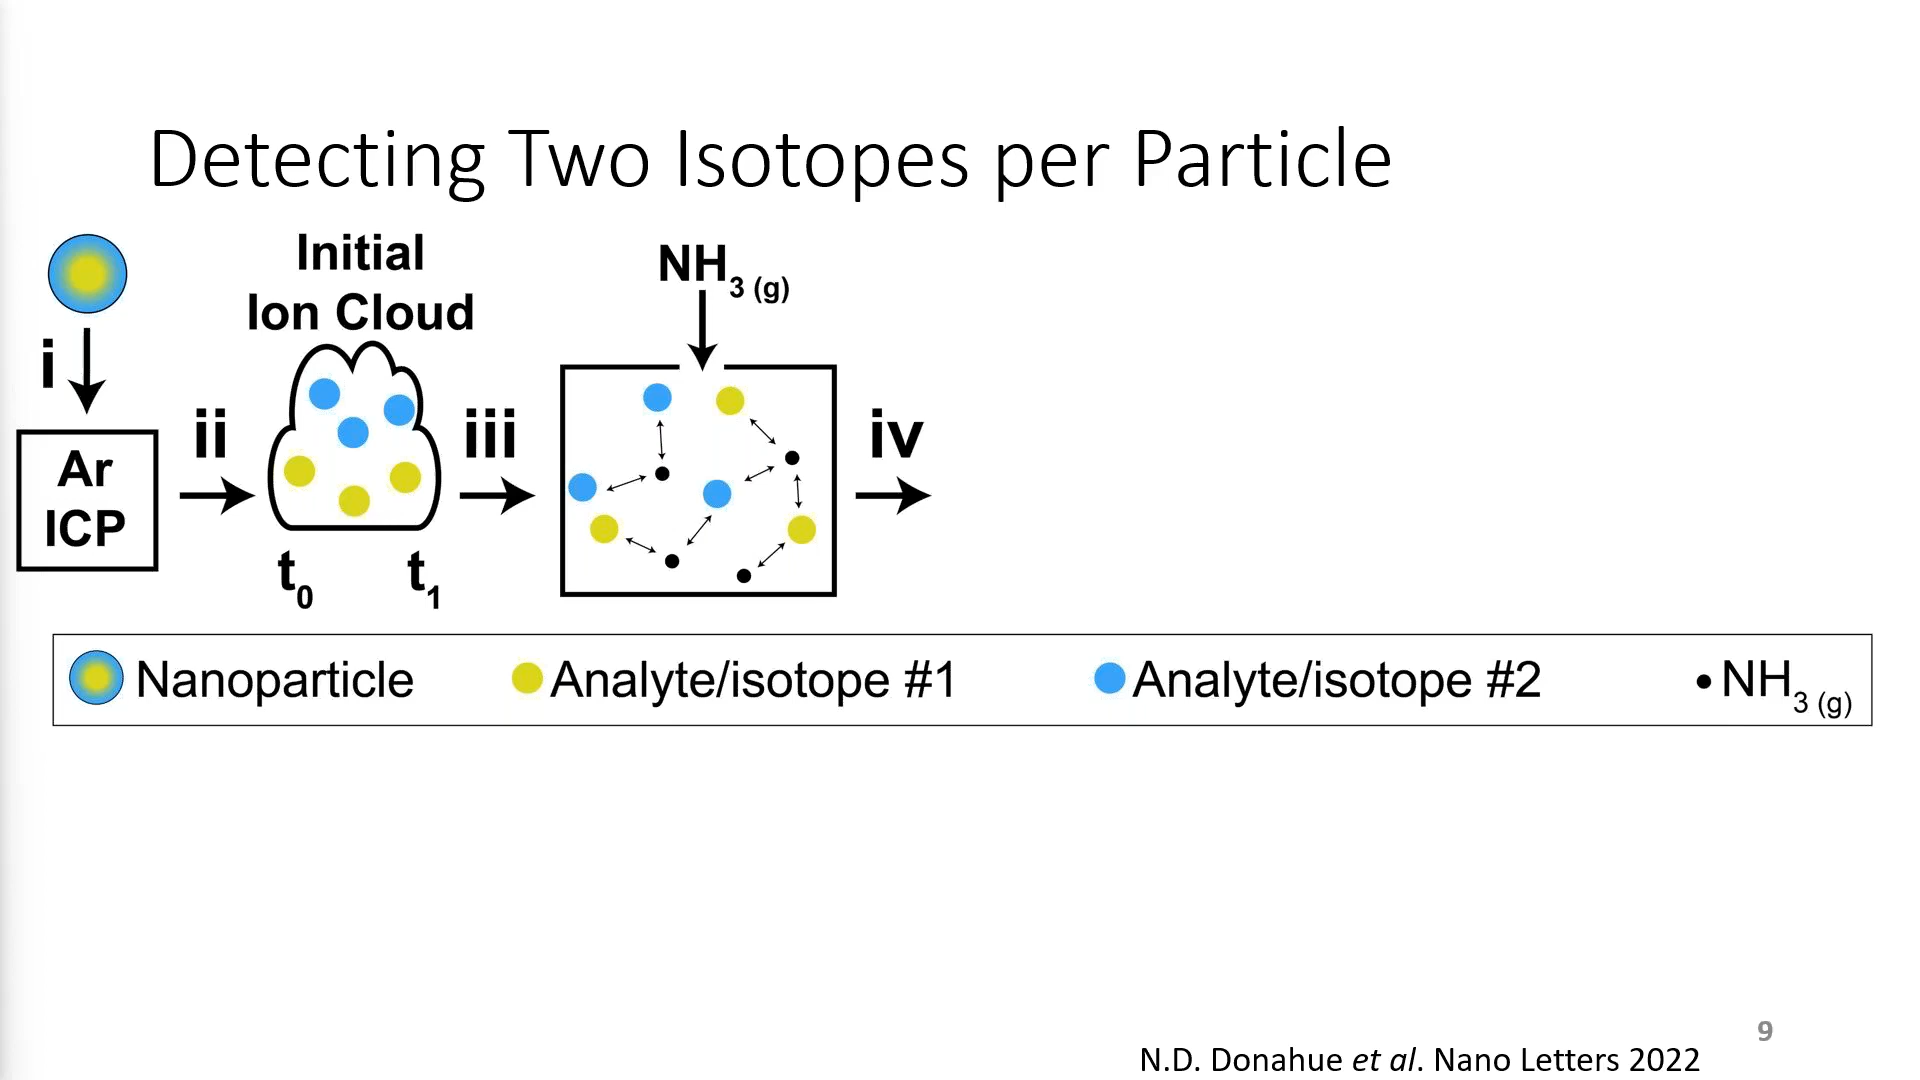 Detecting Two Isotopes per Particle
Initial
Ion Cloud
NH3 (g)
i
ii
iii
iv
Ar
ICP
t0
t1
Nanoparticle
Analyte/isotope #1
Analyte/isotope #2
NH3 (g)
9
N.D. Donahue et al. Nano Letters 2022